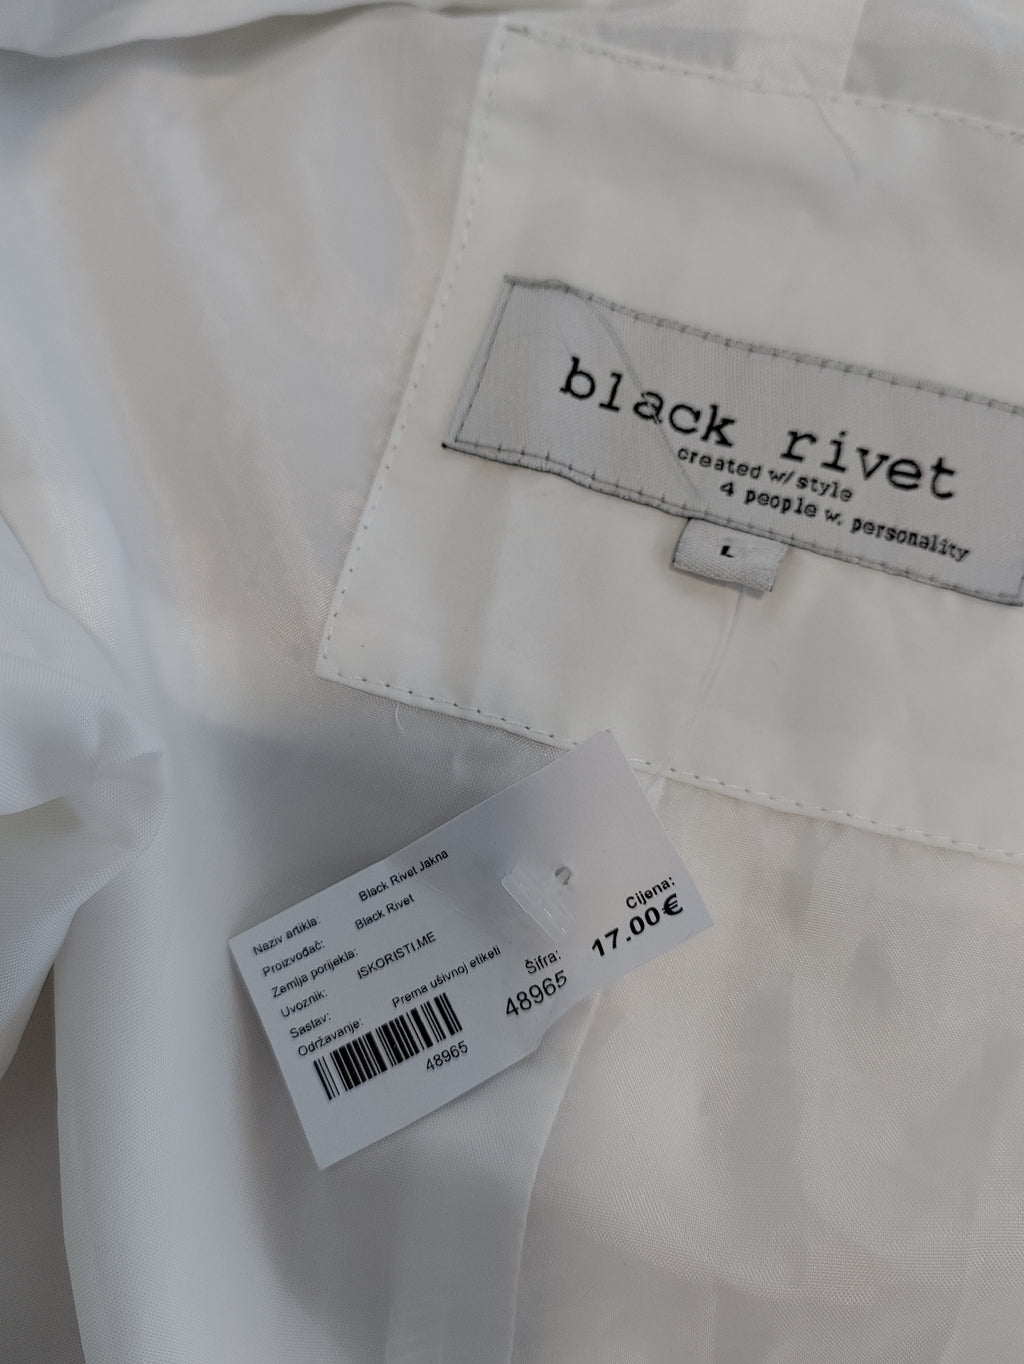 black rivet
created w/style
4 people w. personality
L
Naziv artikla: Black Rivet Jakna
Proizvođač: Black Rivet
Zemlja porijekla:
Uvoznik: ISKORISTI.ME
Sastav:
Održavanje: Prema ušivnoj etiketi
48965
Šifra:
48965
Cijena:
17.00€